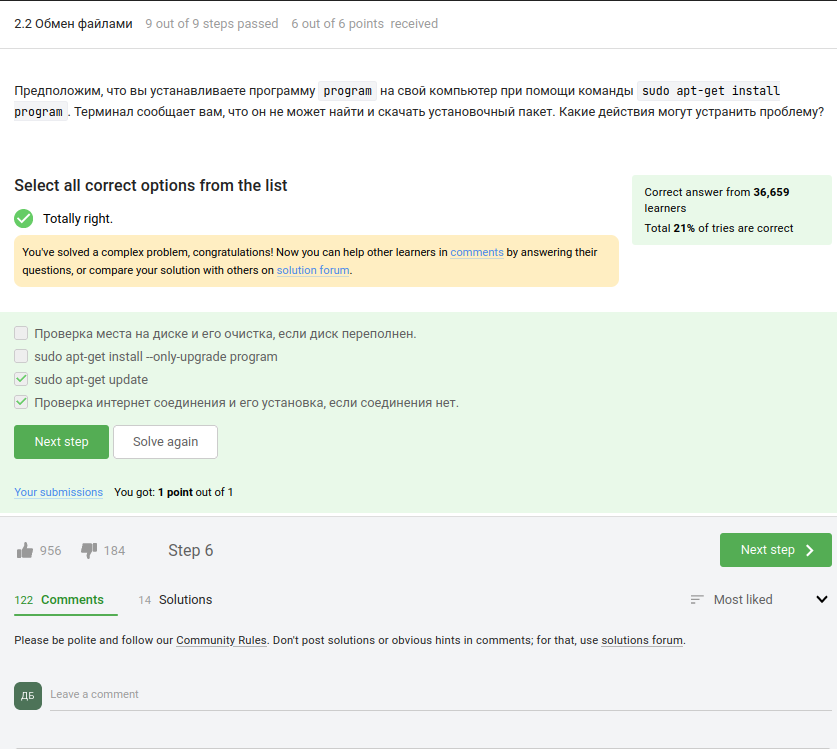 2.2 Обмен файлами 9 out of 9 steps passed 6 out of 6 points received
Предположим, что вы устанавливаете программу program на свой компьютер при помощи команды sudo apt-get install
program . Терминал сообщает вам, что он не может найти и скачать установочный пакет. Какие действия могут устранить проблему?
Select all correct options from the list
Correct answer from 36,659
learners
Total 21% of tries are correct
Totally right.
You've solved a complex problem, congratulations! Now you can help other learners in comments by answering their
questions, or compare your solution with others on solution forum.
Проверка места на диске и его очистка, если диск переполнен.
sudo apt-get install --only-upgrade program
sudo apt-get update
Проверка интернет соединения и его установка, если соединения нет.
Next step Solve again
Your submissions You got: 1 point out of 1
956 184 Step 6 Next step
122 Comments 14 Solutions Most liked
Please be polite and follow our Community Rules. Don't post solutions or obvious hints in comments; for that, use solutions forum.
ДБ Leave a comment